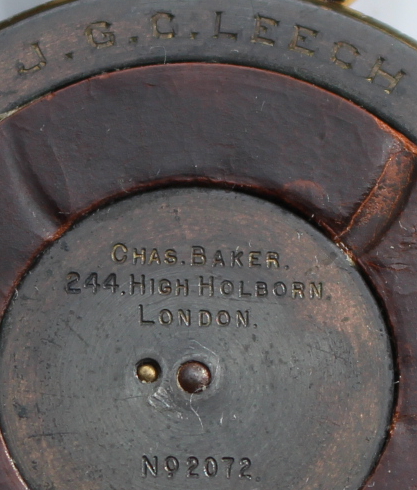 J.G.C.LEECH
CHAS. BAKER.
244, HIGH HOLBORN.
LONDON.
No 2072.